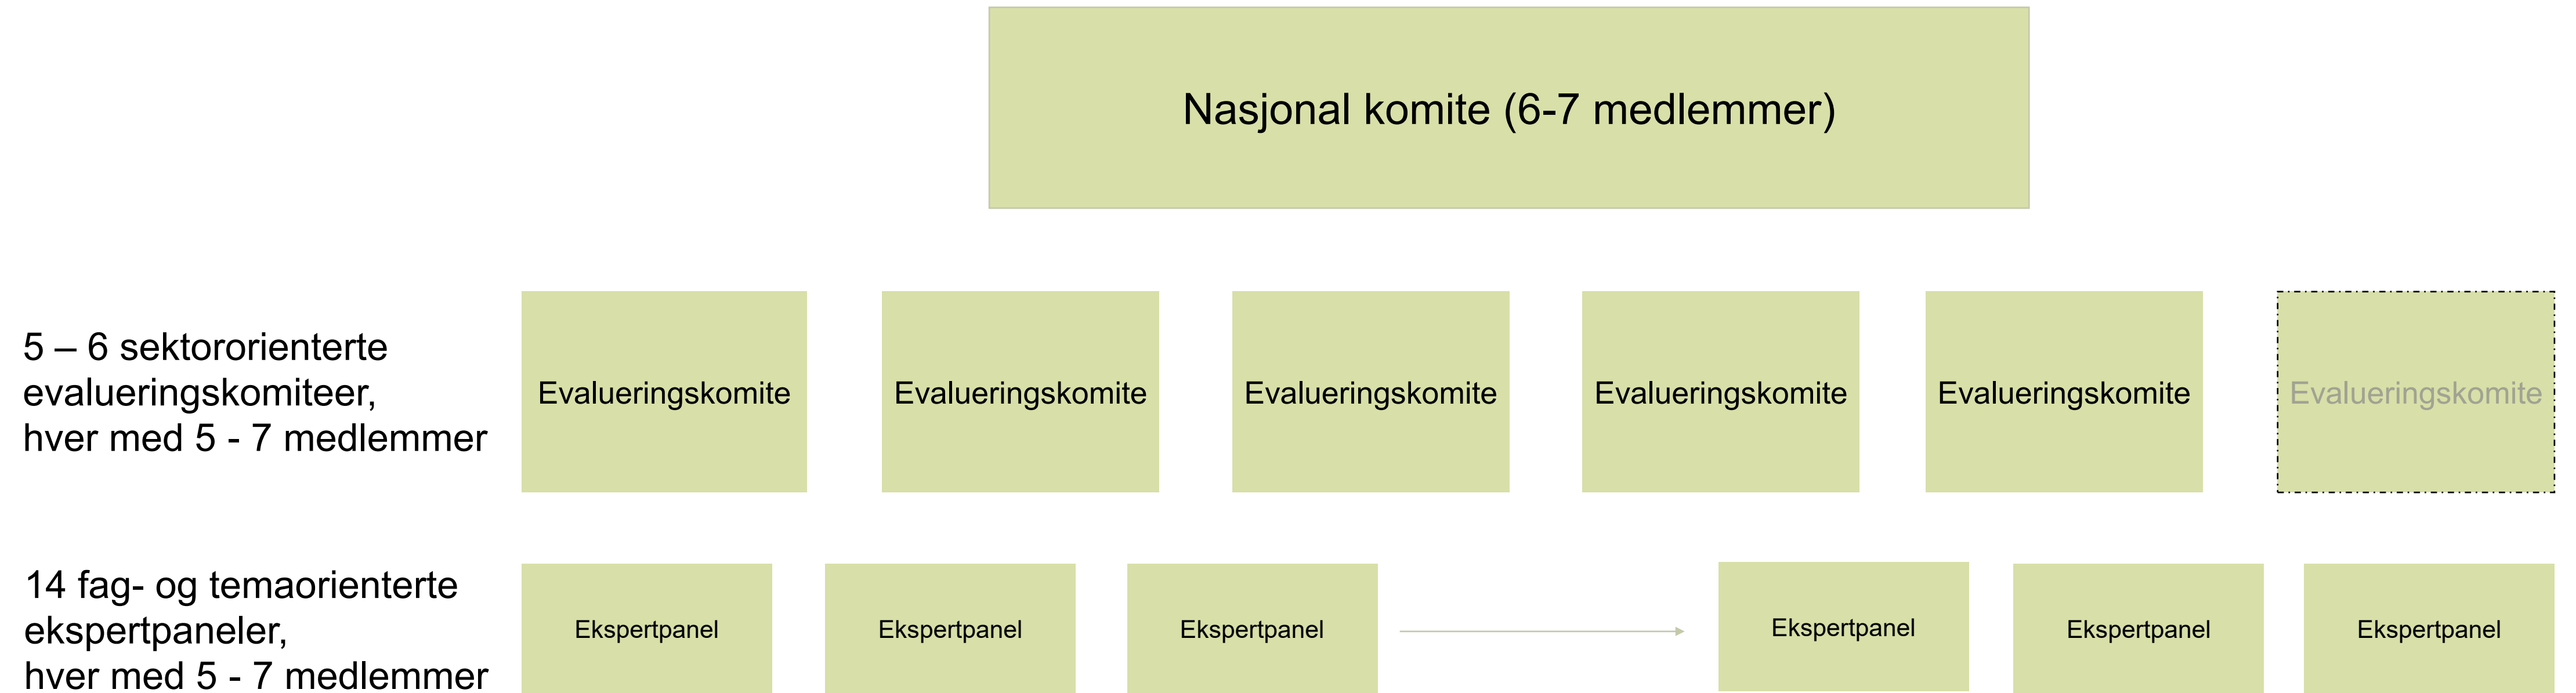 Nasjonal komite (6-7 medlemmer)
5 – 6 sektororienterte
evalueringskomiteer,
hver med 5 - 7 medlemmer
Evalueringskomite
Evalueringskomite
Evalueringskomite
Evalueringskomite
Evalueringskomite
Evalueringskomite
14 fag- og temaorienterte
ekspertpaneler,
hver med 5 - 7 medlemmer
Ekspertpanel
Ekspertpanel
Ekspertpanel
Ekspertpanel
Ekspertpanel
Ekspertpanel